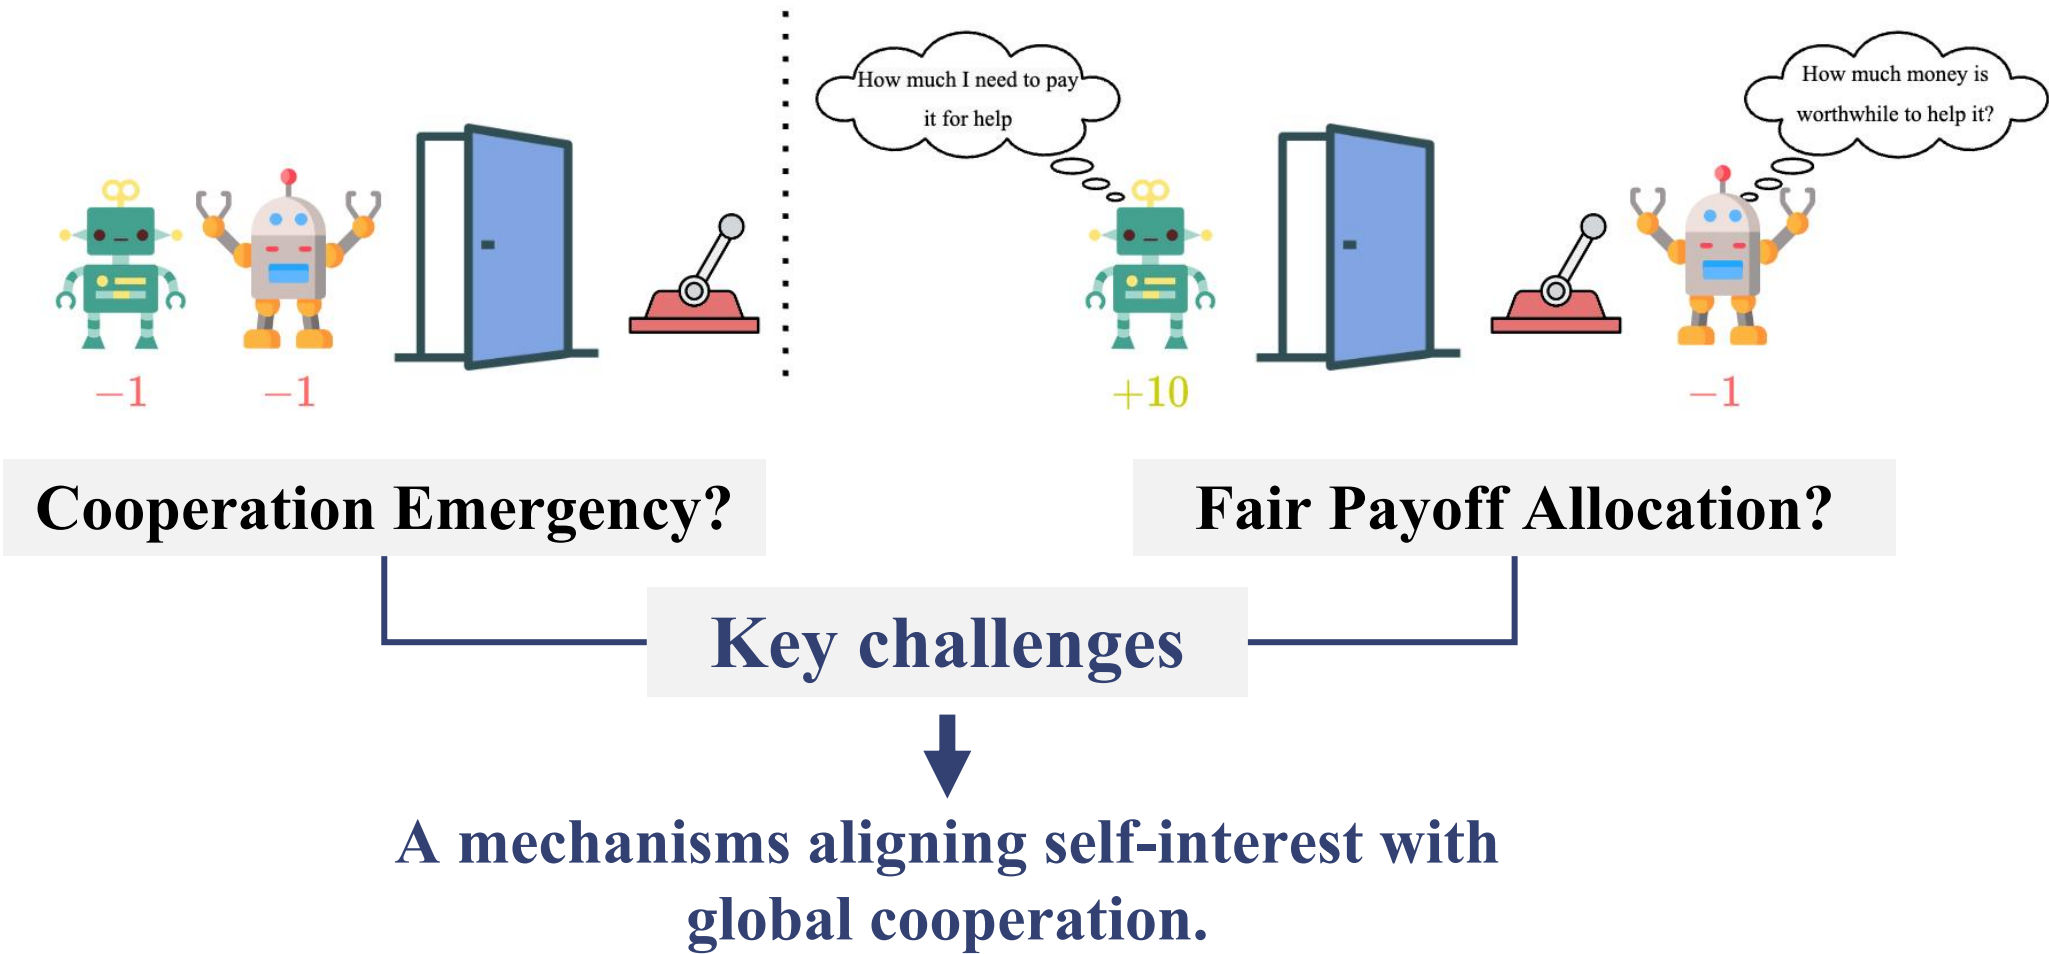 How much I need to pay
it for help
How much money is
worthwhile to help it?
−1
−1
+10
−1
Cooperation Emergency?
Fair Payoff Allocation?
Key challenges
A mechanisms aligning self-interest with
global cooperation.